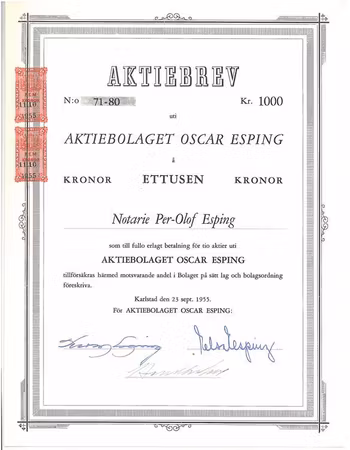 AKTIEBREV
N:o 71-80 Kr. 1000
uti
AKTIEBOLAGET OSCAR ESPING
å
KRONOR ETTUSEN KRONOR
Notarie Per-Olof Esping
som till fullo erlagt betalning för tio aktier uti
AKTIEBOLAGET OSCAR ESPING
tillförsäkras härmed motsvarande andel i Bolaget på sätt lag och bolagsordning
föreskriva.
Karlstad den 23 sept. 1953.
För AKTIEBOLAGET OSCAR ESPING: